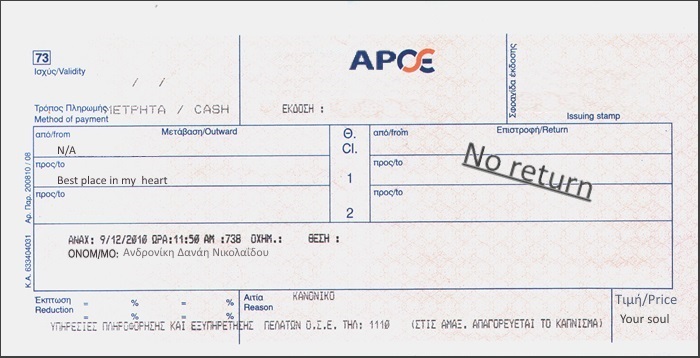 73
ΑΡΟΣΕ
Ισχύς/Validity
/ /
Σφραγίδα έκδοσης
Issuing stamp
Τρόπος Πληρωμής ΜΕΤΡΗΤΑ / CASH ΕΚΔΟΣΗ :
Method of payment
Μετάβαση/Outward Θ. Επιστροφή/Return
από/from Cl. από/from
N/A
προς/to 1 προς/to
Best place in my heart
No return
προς/to 2 προς/to
ΑΝΑΧ: 9/12/2010 ΩΡΑ:11:50 AM :738 ΟΧΗΜ.: ΘΕΣΗ :
ΟΝΟΜ/ΜΟ: Ανδρονίκη Δανάη Νικολαΐδου
Κ.Α. 633404031 Αρ. Παρ. 200810 / 08
Έκπτωση = % = % Αιτία ΚΑΝΟΝΙΚΟ Τιμή/Price
Reduction = % = % Reason Your soul
ΥΠΗΡΕΣΙΕΣ ΠΛΗΡΟΦΟΡΗΣΗΣ ΚΑΙ ΕΞΥΠΗΡΕΤΗΣΗΣ ΠΕΛΑΤΩΝ Ο.Σ.Ε. ΤΗΛ: 1110 (ΣΤΙΣ ΑΜΑΞ. ΑΠΑΓΟΡΕΥΕΤΑΙ ΤΟ ΚΑΠΝΙΣΜΑ)